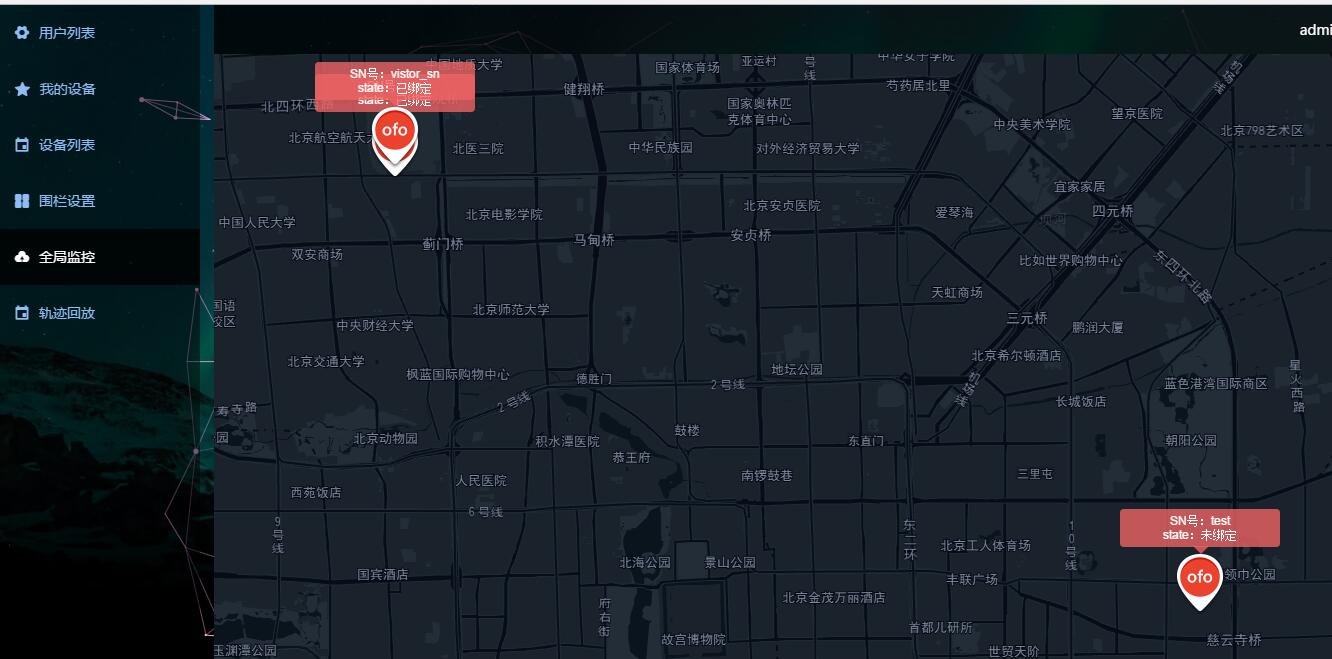 用户列表
我的设备
设备列表
围栏设置
全局监控
轨迹回放
admi
SN号：vistor_sn
state：已绑定
state：已绑定
ofo
中国地质大学
国家体育场
亚运村
号线
中华女子学院
机场线
健翔桥
芍药居北里
北四环西路
国家奥林匹
克体育中心
望京医院
中央美术学院
北京798艺术区
北京航空航天大
北医三院
中华民族园
对外经济贸易大学
宜家家居
中国人民大学
北京电影学院
北京安贞医院
爱琴海
四元桥
双安商场
蓟门桥
马甸桥
安贞桥
比如世界购物中心
东四环北路
天虹商场
国语
校区
中央财经大学
北京师范大学
三元桥
鹏润大厦
北京交通大学
枫蓝国际购物中心
德胜门
2号线
地坛公园
北京希尔顿酒店
机场线
蓝色港湾国际商区
星火西路
2号线
长城饭店
寿寺路
园
北京动物园
积水潭医院
鼓楼
东直门
朝阳公园
恭王府
西苑饭店
人民医院
南锣鼓巷
三里屯
6号线
9号线
东二环
10号线
SN号：test
state：未绑定
ofo
北京工人体育场
国宾酒店
北海公园
景山公园
丰联广场
领巾公园
府右街
北京金茂万丽酒店
首都儿研所
故宫博物院
慈云寺桥
玉渊潭公园
世贸天阶